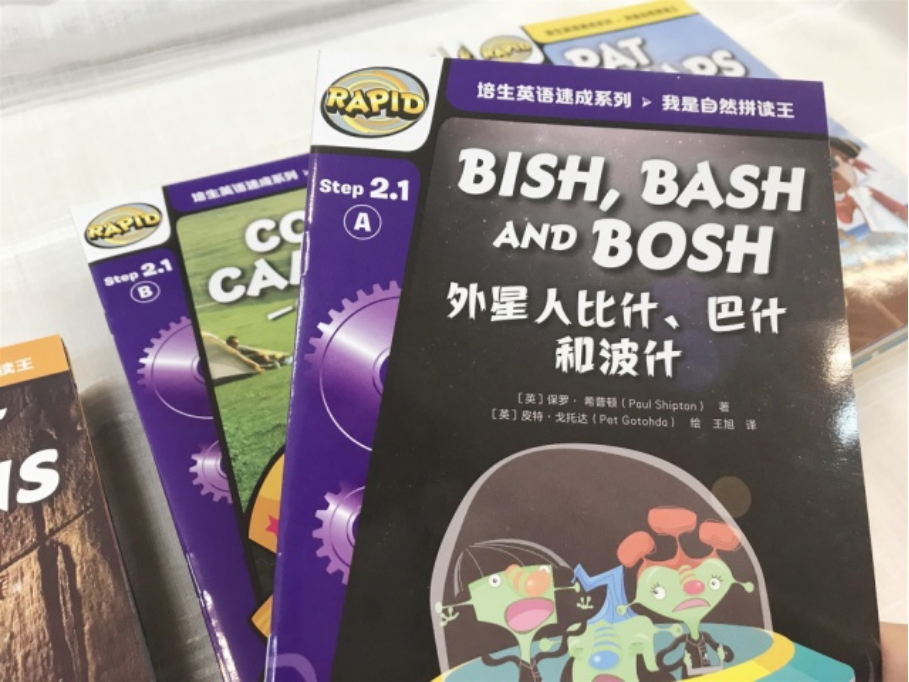 RAPID
培生英语速成系列 > 我是自然拼读王
Step 2.1
A
BISH, BASH
AND BOSH
外星人比什、巴什
和波什
[英]保罗·希普顿(Paul Shipton) 著
[英]皮特·戈托达(Pet Gotohda) 绘 王旭 译
RAPID
培生英语速成系列 >
Step 2.1
B
RAPID
PAT
读王